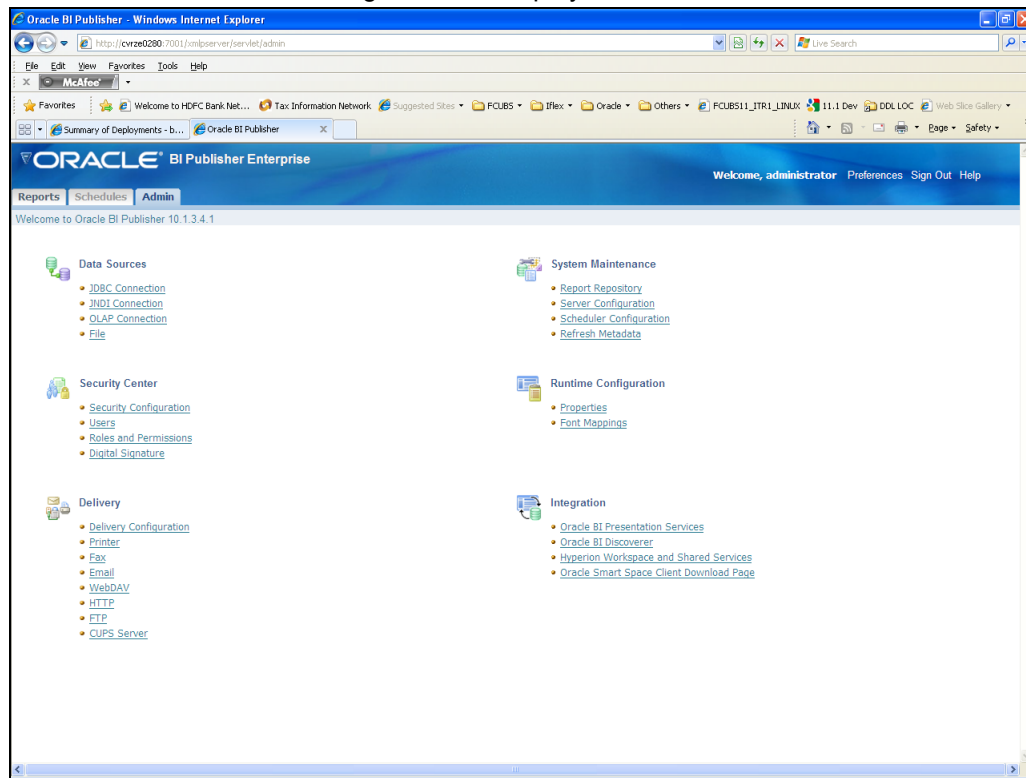 Oracle BI Publisher - Windows Internet Explorer
http://cvrze0280:7001/xmlpserver/servlet/admin
Live Search
File Edit View Favorites Tools Help
x McAfee
Favorites Welcome to HDFC Bank Net... Tax Information Network Suggested Sites FCUBS Iflex Oracle Others FCUBS11_ITR1_LINUX 11.1 Dev DDL LOC Web Slice Gallery
Summary of Deployments - b... Oracle BI Publisher X Page Safety
ORACLE BI Publisher Enterprise
Welcome, administrator Preferences Sign Out Help
Reports Schedules Admin
Welcome to Oracle BI Publisher 10.1.3.4.1
Data Sources
JDBC Connection
JNDI Connection
OLAP Connection
File
System Maintenance
Report Repository
Server Configuration
Scheduler Configuration
Refresh Metadata
Security Center
Security Configuration
Users
Roles and Permissions
Digital Signature
Runtime Configuration
Properties
Font Mappings
Delivery
Delivery Configuration
Printer
Fax
Email
WebDAV
HTTP
FTP
CUPS Server
Integration
Oracle BI Presentation Services
Oracle BI Discoverer
Hyperion Workspace and Shared Services
Oracle Smart Space Client Download Page